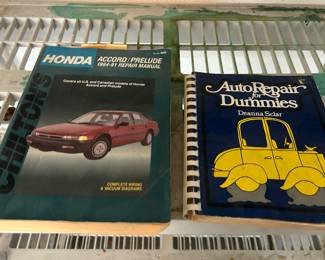 HONDA
ACCORD/PRELUDE
1984-91 REPAIR MANUAL
Covers all U.S. and Canadian models of Honda
Accord and Prelude
CHILTON'S
COMPLETE WIRING
& VACUUM DIAGRAMS
Auto Repair
for
Dummies
Deanna Sclar